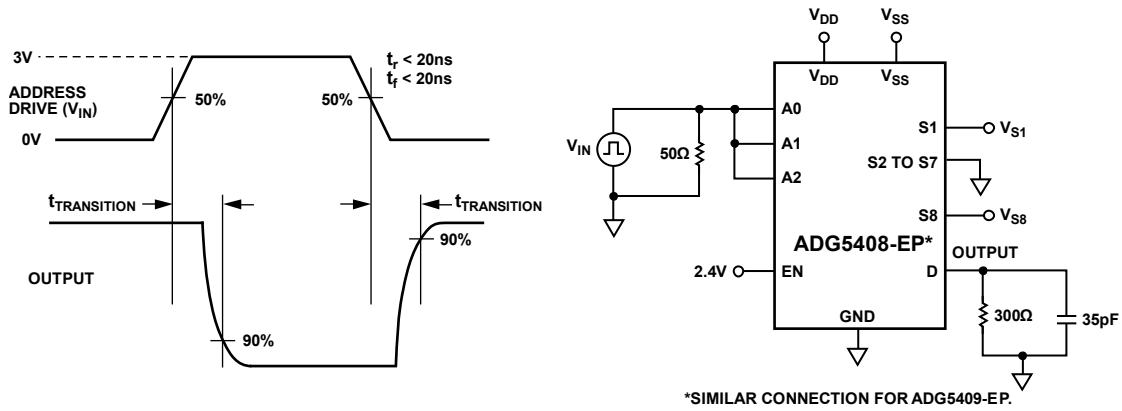 3V
ADDRESS
DRIVE (VIN)
0V
50%
50%
tr < 20ns
tf < 20ns
tTRANSITION
tTRANSITION
OUTPUT
90%
90%
VDD
VSS
VDD
VSS
VIN
50Ω
A0
A1
A2
S1
VS1
S2 TO S7
S8
VS8
ADG5408-EP*
OUTPUT
2.4V
EN
D
GND
300Ω
35pF
*SIMILAR CONNECTION FOR ADG5409-EP.